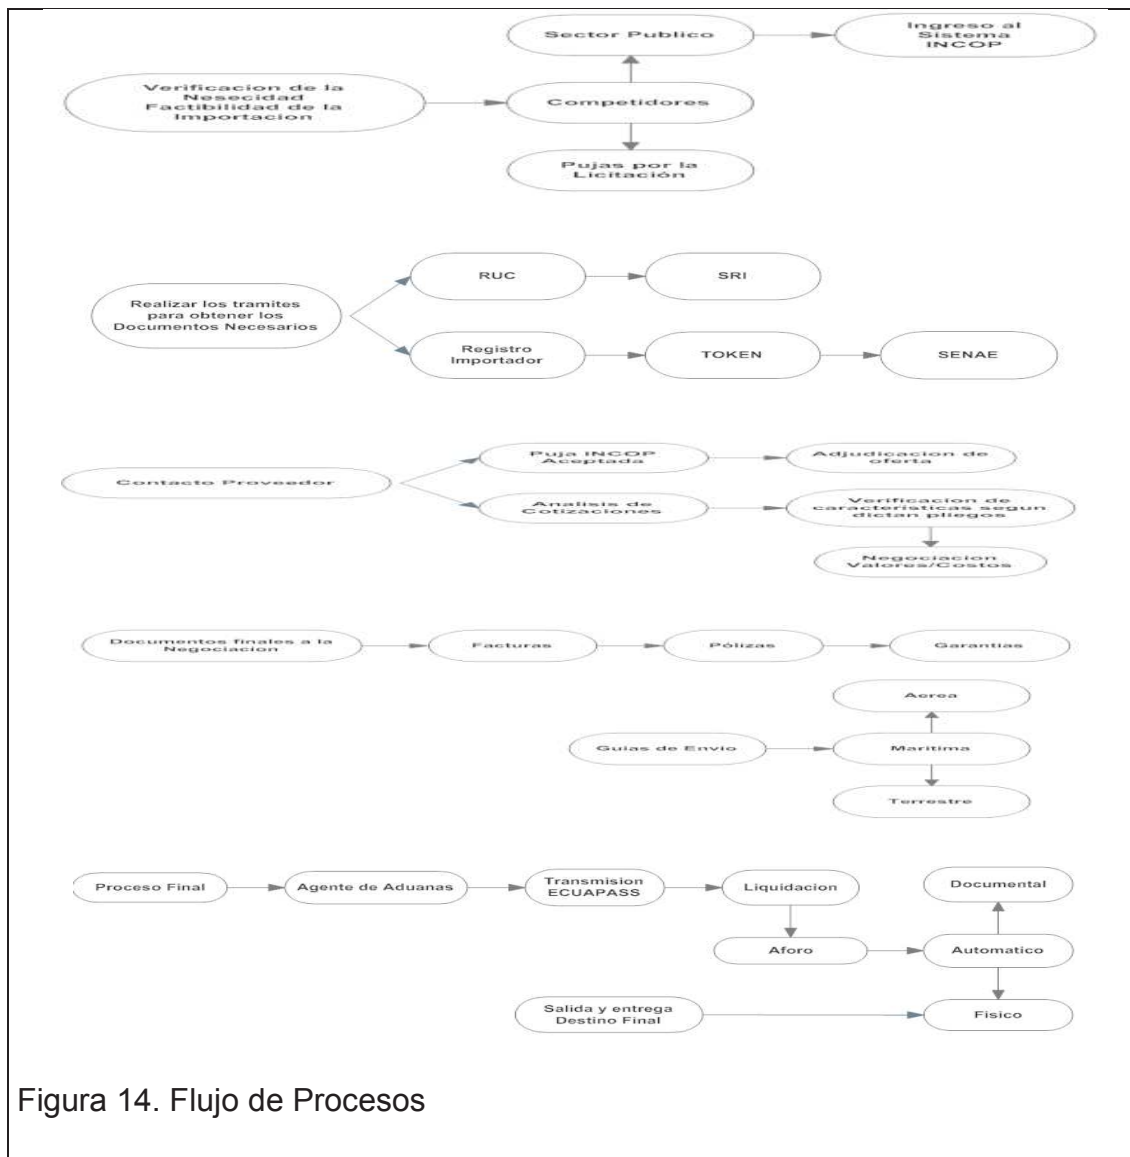 Sector Publico
Ingreso al
Sistema
INCOP
Verificacion de la
Nesecidad
Factibilidad de la
Importacion
Competidores
Pujas por la
Licitación
RUC
SRI
Realizar los tramites
para obtener los
Documentos Necesarios
Registro
Importador
TOKEN
SENAE
Puja INCOP
Aceptada
Adjudicacion de
oferta
Contacto Proveedor
Analisis de
Cotizaciones
Verificacion de
caracteristicas segun
dictan pliegos
Negociacion
Valores/Costos
Documentos finales a la
Negociacion
Facturas
Pólizas
Garantias
Aerea
Guias de Envio
Maritima
Terrestre
Proceso Final
Agente de Aduanas
Transmision
ECUAPASS
Liquidacion
Documental
Aforo
Automatico
Salida y entrega
Destino Final
Fisico
Figura 14. Flujo de Procesos